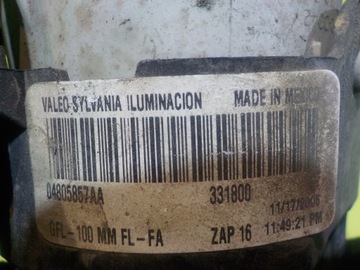 VALEO SYLVANIA ILUMINACION MADE IN
04805857AA 331800
11/17/2006
GFL-100 MM FL-FA ZAP 16 11:49:21 PM